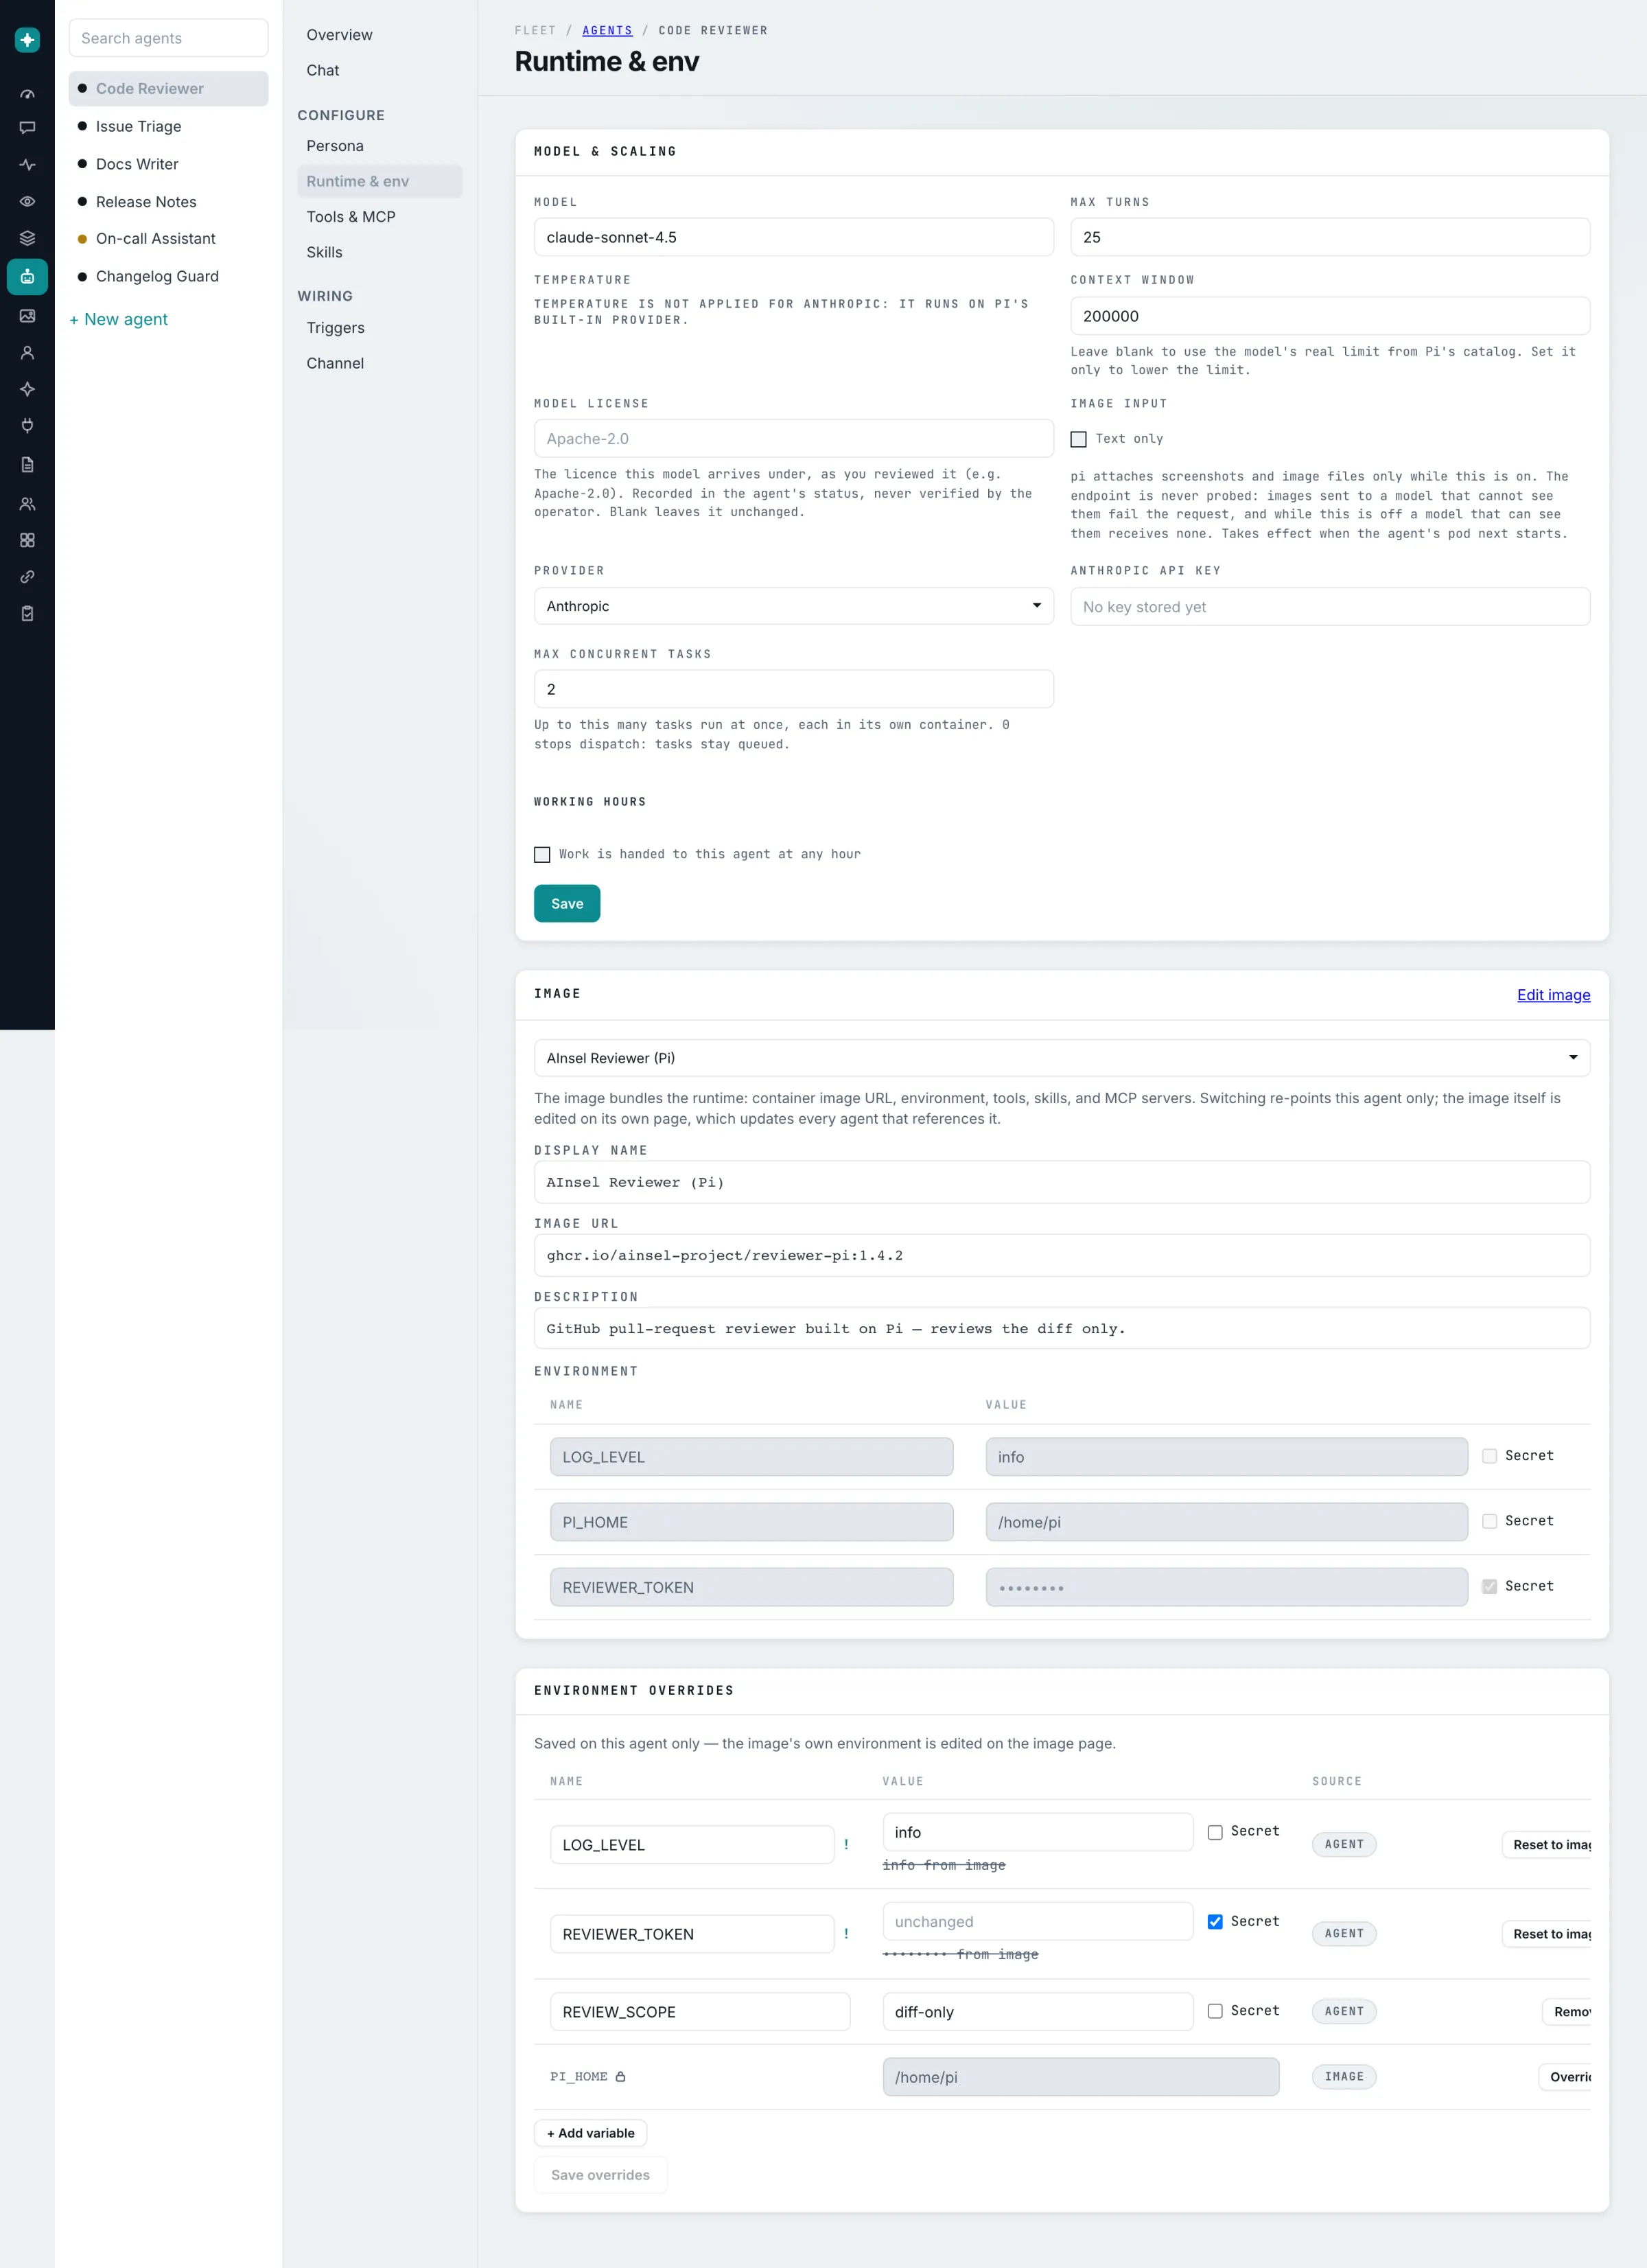 Search agents
Code Reviewer
Issue Triage
Docs Writer
Release Notes
On-call Assistant
Changelog Guard
+ New agent
Overview
Chat
CONFIGURE
Persona
Runtime & env
Tools & MCP
Skills
WIRING
Triggers
Channel
FLEET / AGENTS / CODE REVIEWER
Runtime & env
MODEL & SCALING
MODEL
claude-sonnet-4.5
MAX TURNS
25
TEMPERATURE
TEMPERATURE IS NOT APPLIED FOR ANTHROPIC: IT RUNS ON PI'S
BUILT-IN PROVIDER.
CONTEXT WINDOW
200000
Leave blank to use the model's real limit from Pi's catalog. Set it
only to lower the limit.
MODEL LICENSE
Apache-2.0
The licence this model arrives under, as you reviewed it (e.g.
Apache-2.0). Recorded in the agent's status, never verified by the
operator. Blank leaves it unchanged.
IMAGE INPUT
Text only
pi attaches screenshots and image files only while this is on. The
endpoint is never probed: images sent to a model that cannot see
them fail the request, and while this is off a model that can see
them receives none. Takes effect when the agent's pod next starts.
PROVIDER
Anthropic
ANTHROPIC API KEY
No key stored yet
MAX CONCURRENT TASKS
2
Up to this many tasks run at once, each in its own container. 0
stops dispatch: tasks stay queued.
WORKING HOURS
Work is handed to this agent at any hour
Save
IMAGE
Edit image
AInsel Reviewer (Pi)
The image bundles the runtime: container image URL, environment, tools, skills, and MCP servers. Switching re-points this agent only; the image itself is
edited on its own page, which updates every agent that references it.
DISPLAY NAME
AInsel Reviewer (Pi)
IMAGE URL
ghcr.io/ainsel-project/reviewer-pi:1.4.2
DESCRIPTION
GitHub pull-request reviewer built on Pi — reviews the diff only.
ENVIRONMENT
NAME VALUE
LOG_LEVEL info Secret
PI_HOME /home/pi Secret
REVIEWER_TOKEN •••••••• Secret
ENVIRONMENT OVERRIDES
Saved on this agent only — the image's own environment is edited on the image page.
NAME VALUE SOURCE
LOG_LEVEL ! info Secret AGENT Reset to imag
info from image
REVIEWER_TOKEN ! unchanged Secret AGENT Reset to imag
•••••••• from image
REVIEW_SCOPE diff-only Secret AGENT Remov
PI_HOME /home/pi IMAGE Overric
+ Add variable
Save overrides